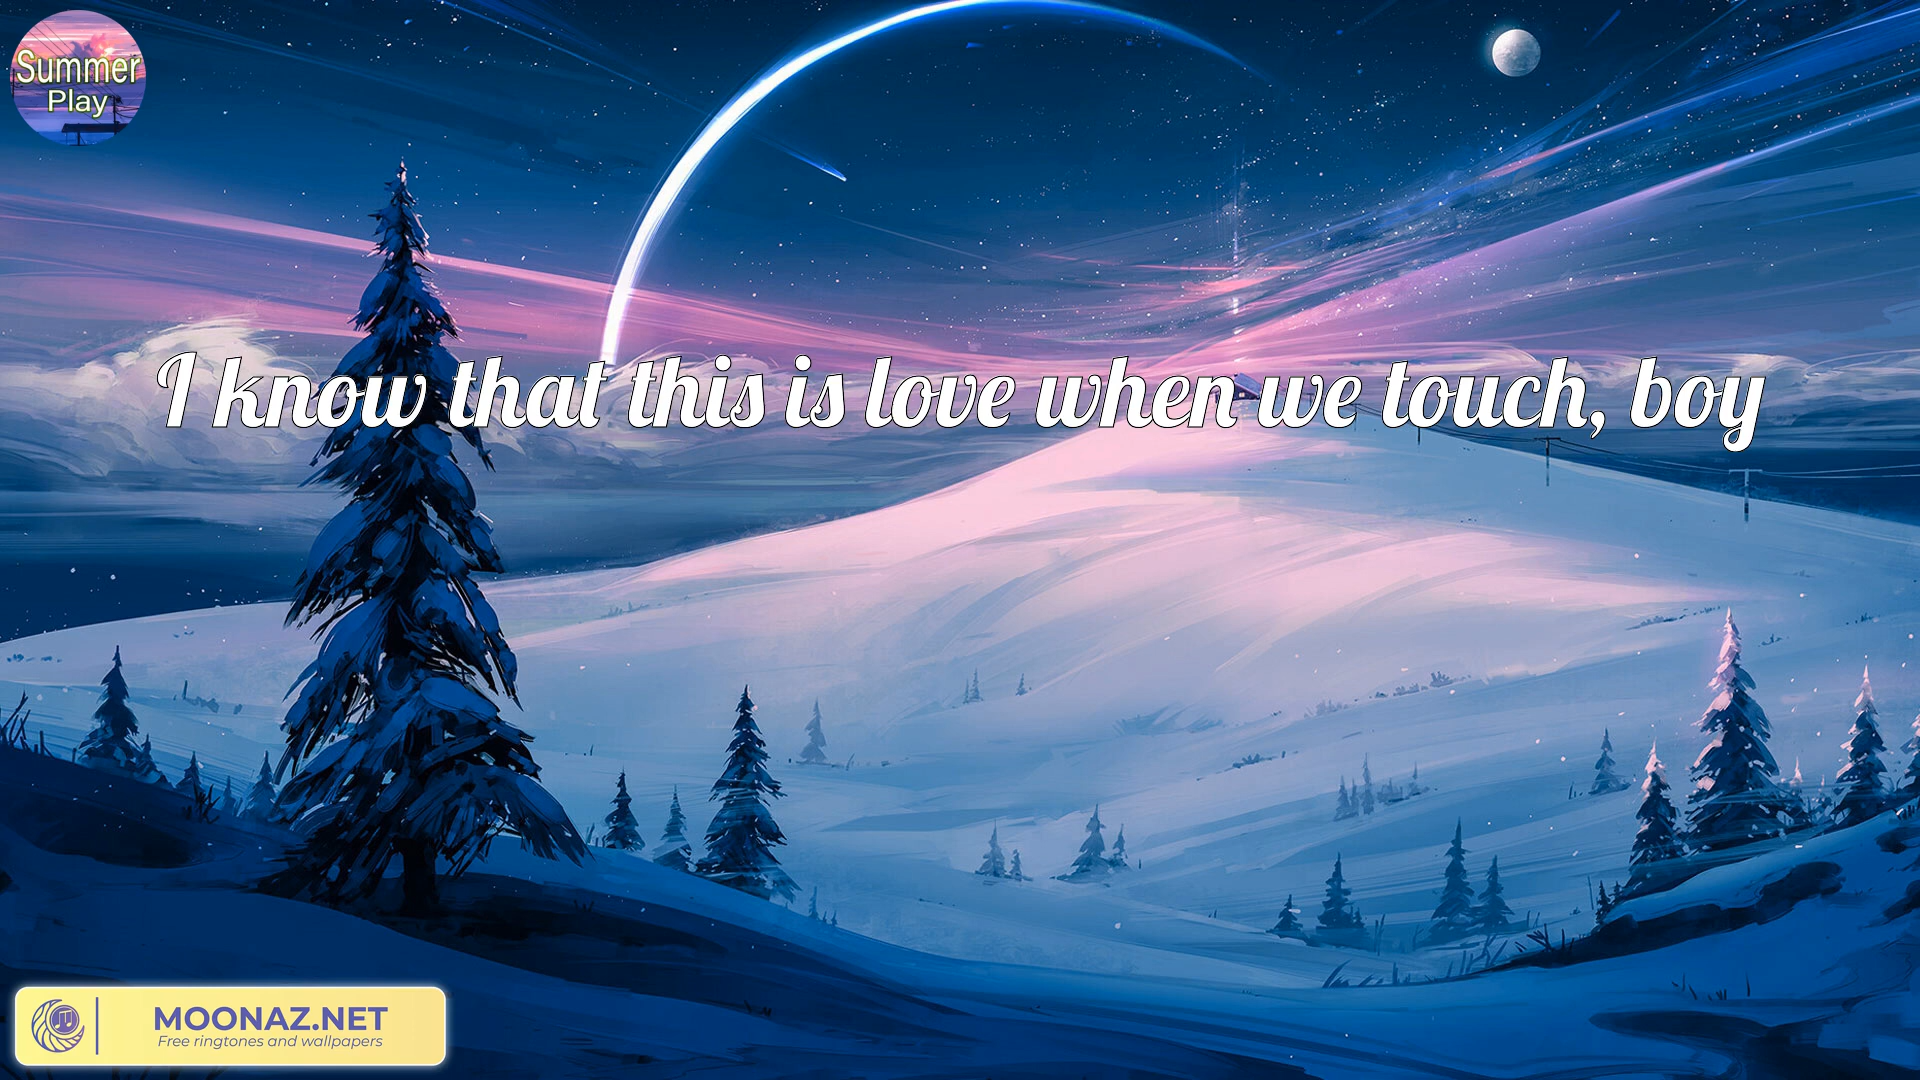 Summer
Play
I know that this is love when we touch, boy
MOONAZ.NET
Free ringtones and wallpapers